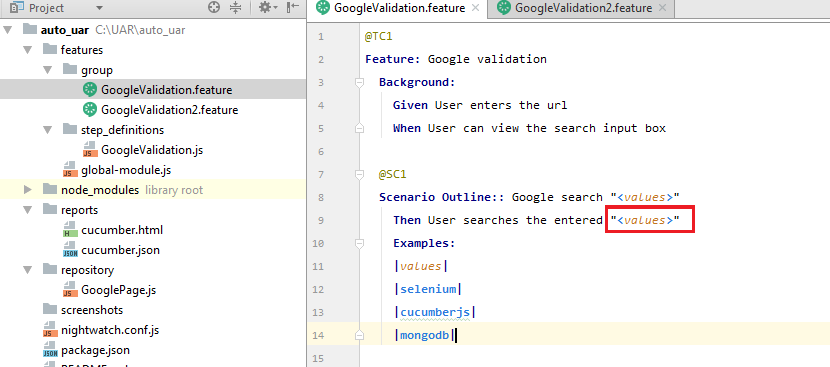 Project
auto_uar C:\UAR\auto_uar
features
group
GoogleValidation.feature
GoogleValidation2.feature
step_definitions
GoogleValidation.js
global-module.js
node_modules library root
reports
cucumber.html
cucumber.json
repository
GooglePage.js
screenshots
nightwatch.conf.js
package.json
GoogleValidation.feature GoogleValidation2.feature
1 @TC1
2 Feature: Google validation
3 Background:
4 Given User enters the url
5 When User can view the search input box
6
7 @SC1
8 Scenario Outline:: Google search "<values>"
9 Then User searches the entered "<values>"
10 Examples:
11 |values|
12 |selenium|
13 |cucumberjs|
14 |mongodb|
15